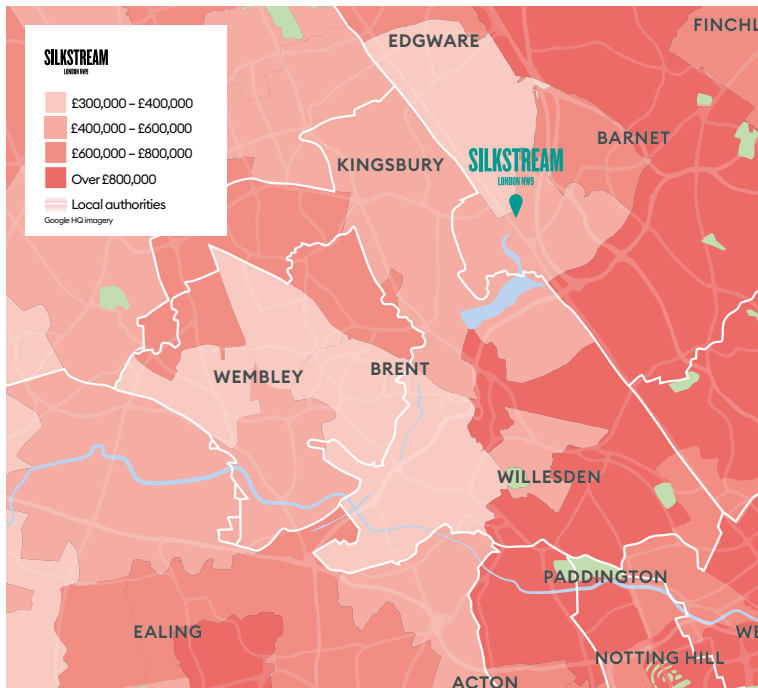 SILKSTREAM
LONDON NW9
£300,000 – £400,000
£400,000 – £600,000
£600,000 – £800,000
Over £800,000
Local authorities
Google HQ imagery
FINCHL
EDGWARE
BARNET
KINGSBURY
SILKSTREAM
LONDON NW9
WEMBLEY
BRENT
WILLESDEN
PADDINGTON
EALING
WE
NOTTING HILL
ACTON